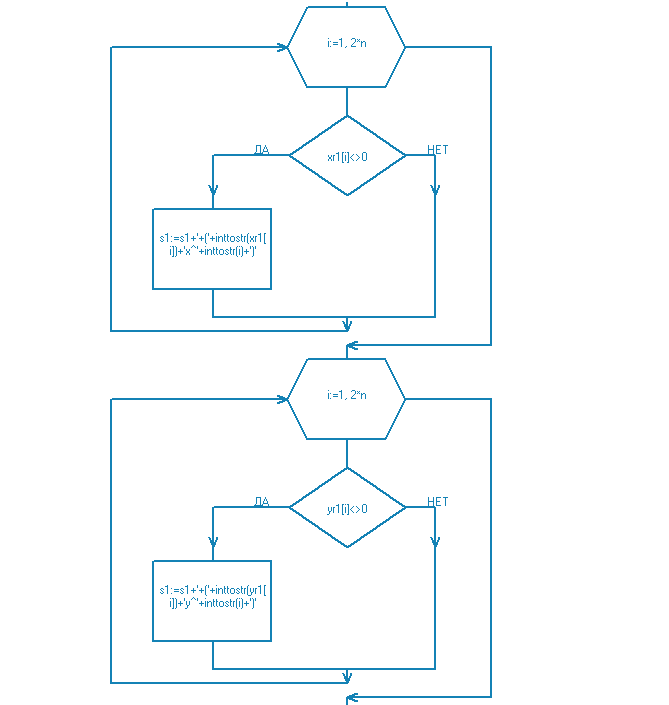 i:=1, 2*n
ДА
НЕТ
xr1[i]<>0
s1:=s1+'+('+inttostr(xr1[
i])+'x^'+inttostr(i)+')'
i:=1, 2*n
ДА
НЕТ
yr1[i]<>0
s1:=s1+'+('+inttostr(yr1[
i])+'y^'+inttostr(i)+')'